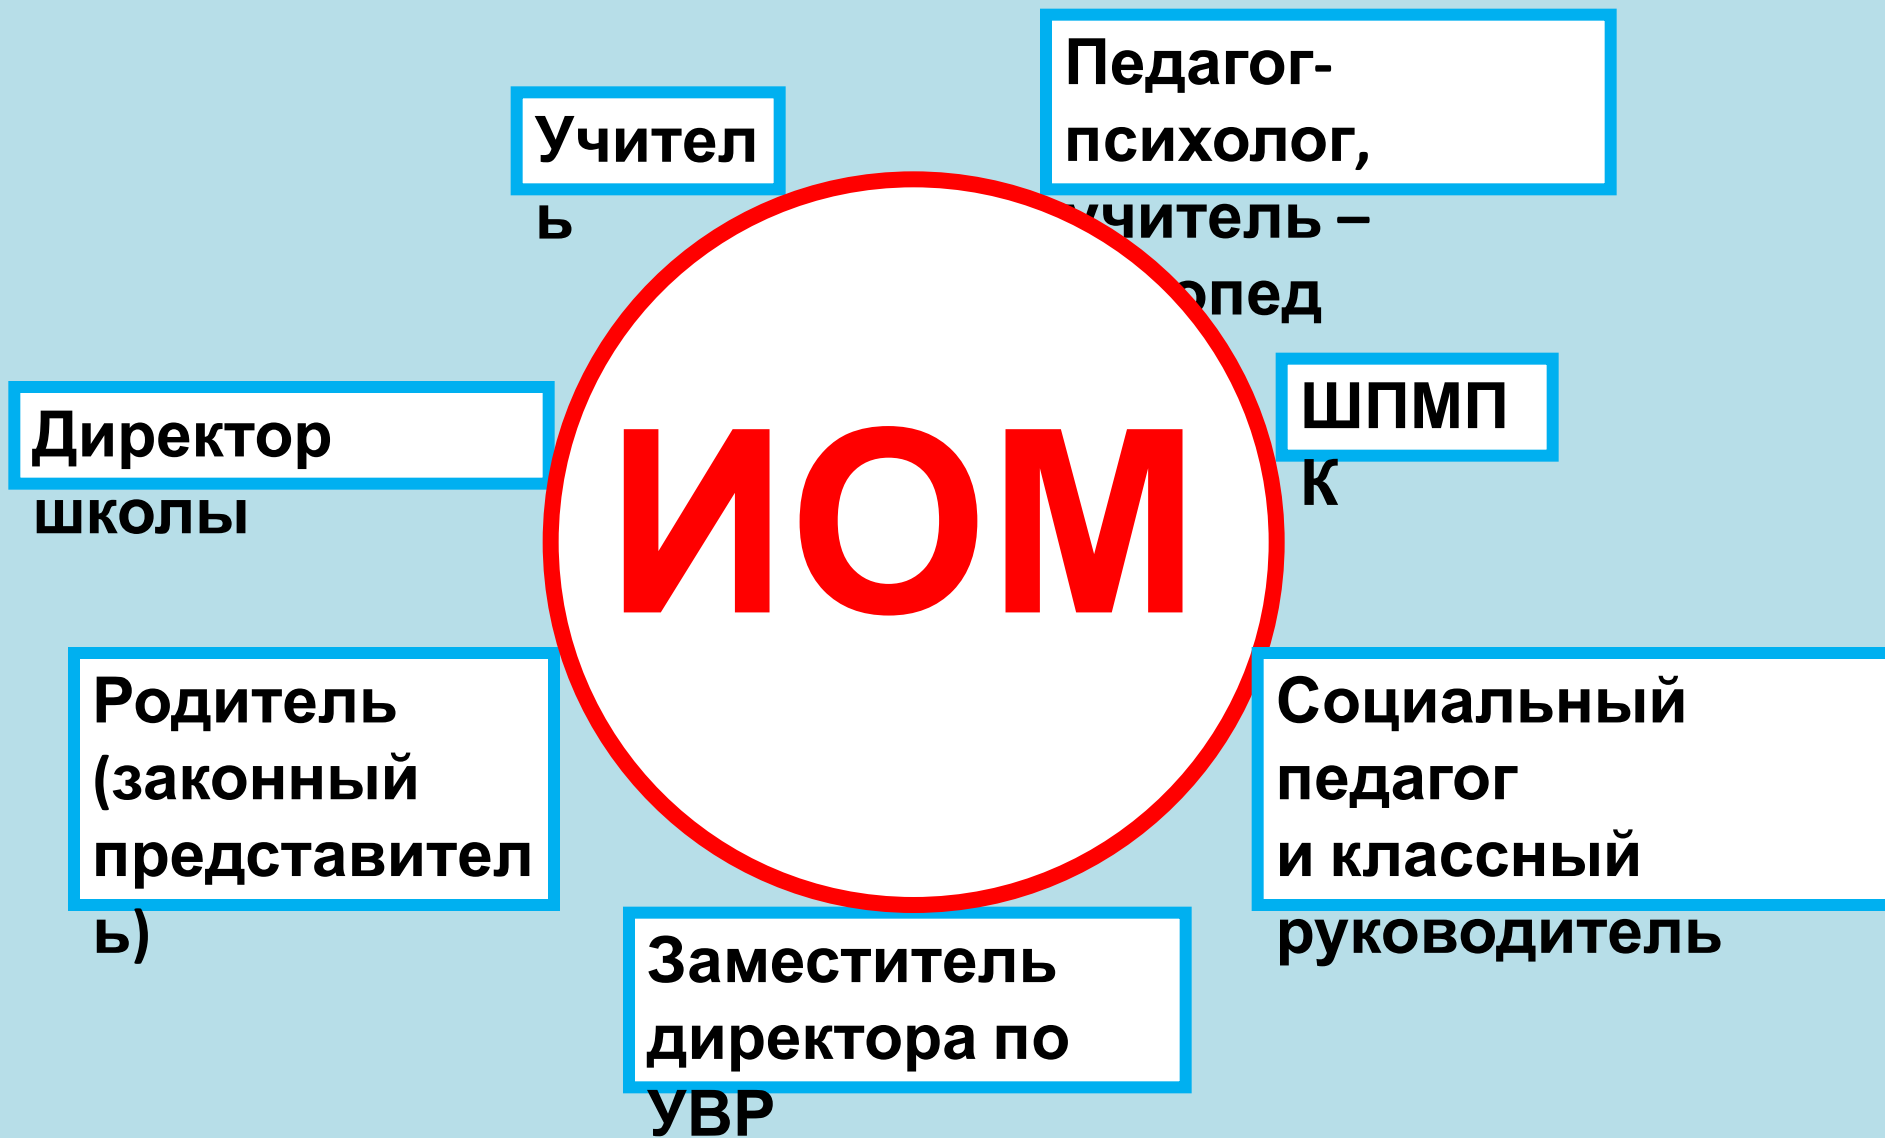 Педагог-
психолог,
учитель –
опед
Учител
ь
ШПМП
К
Директор
школы
ИОМ
Родитель
(законный
представител
ь)
Социальный
педагог
и классный
руководитель
Заместитель
директора по
УВР